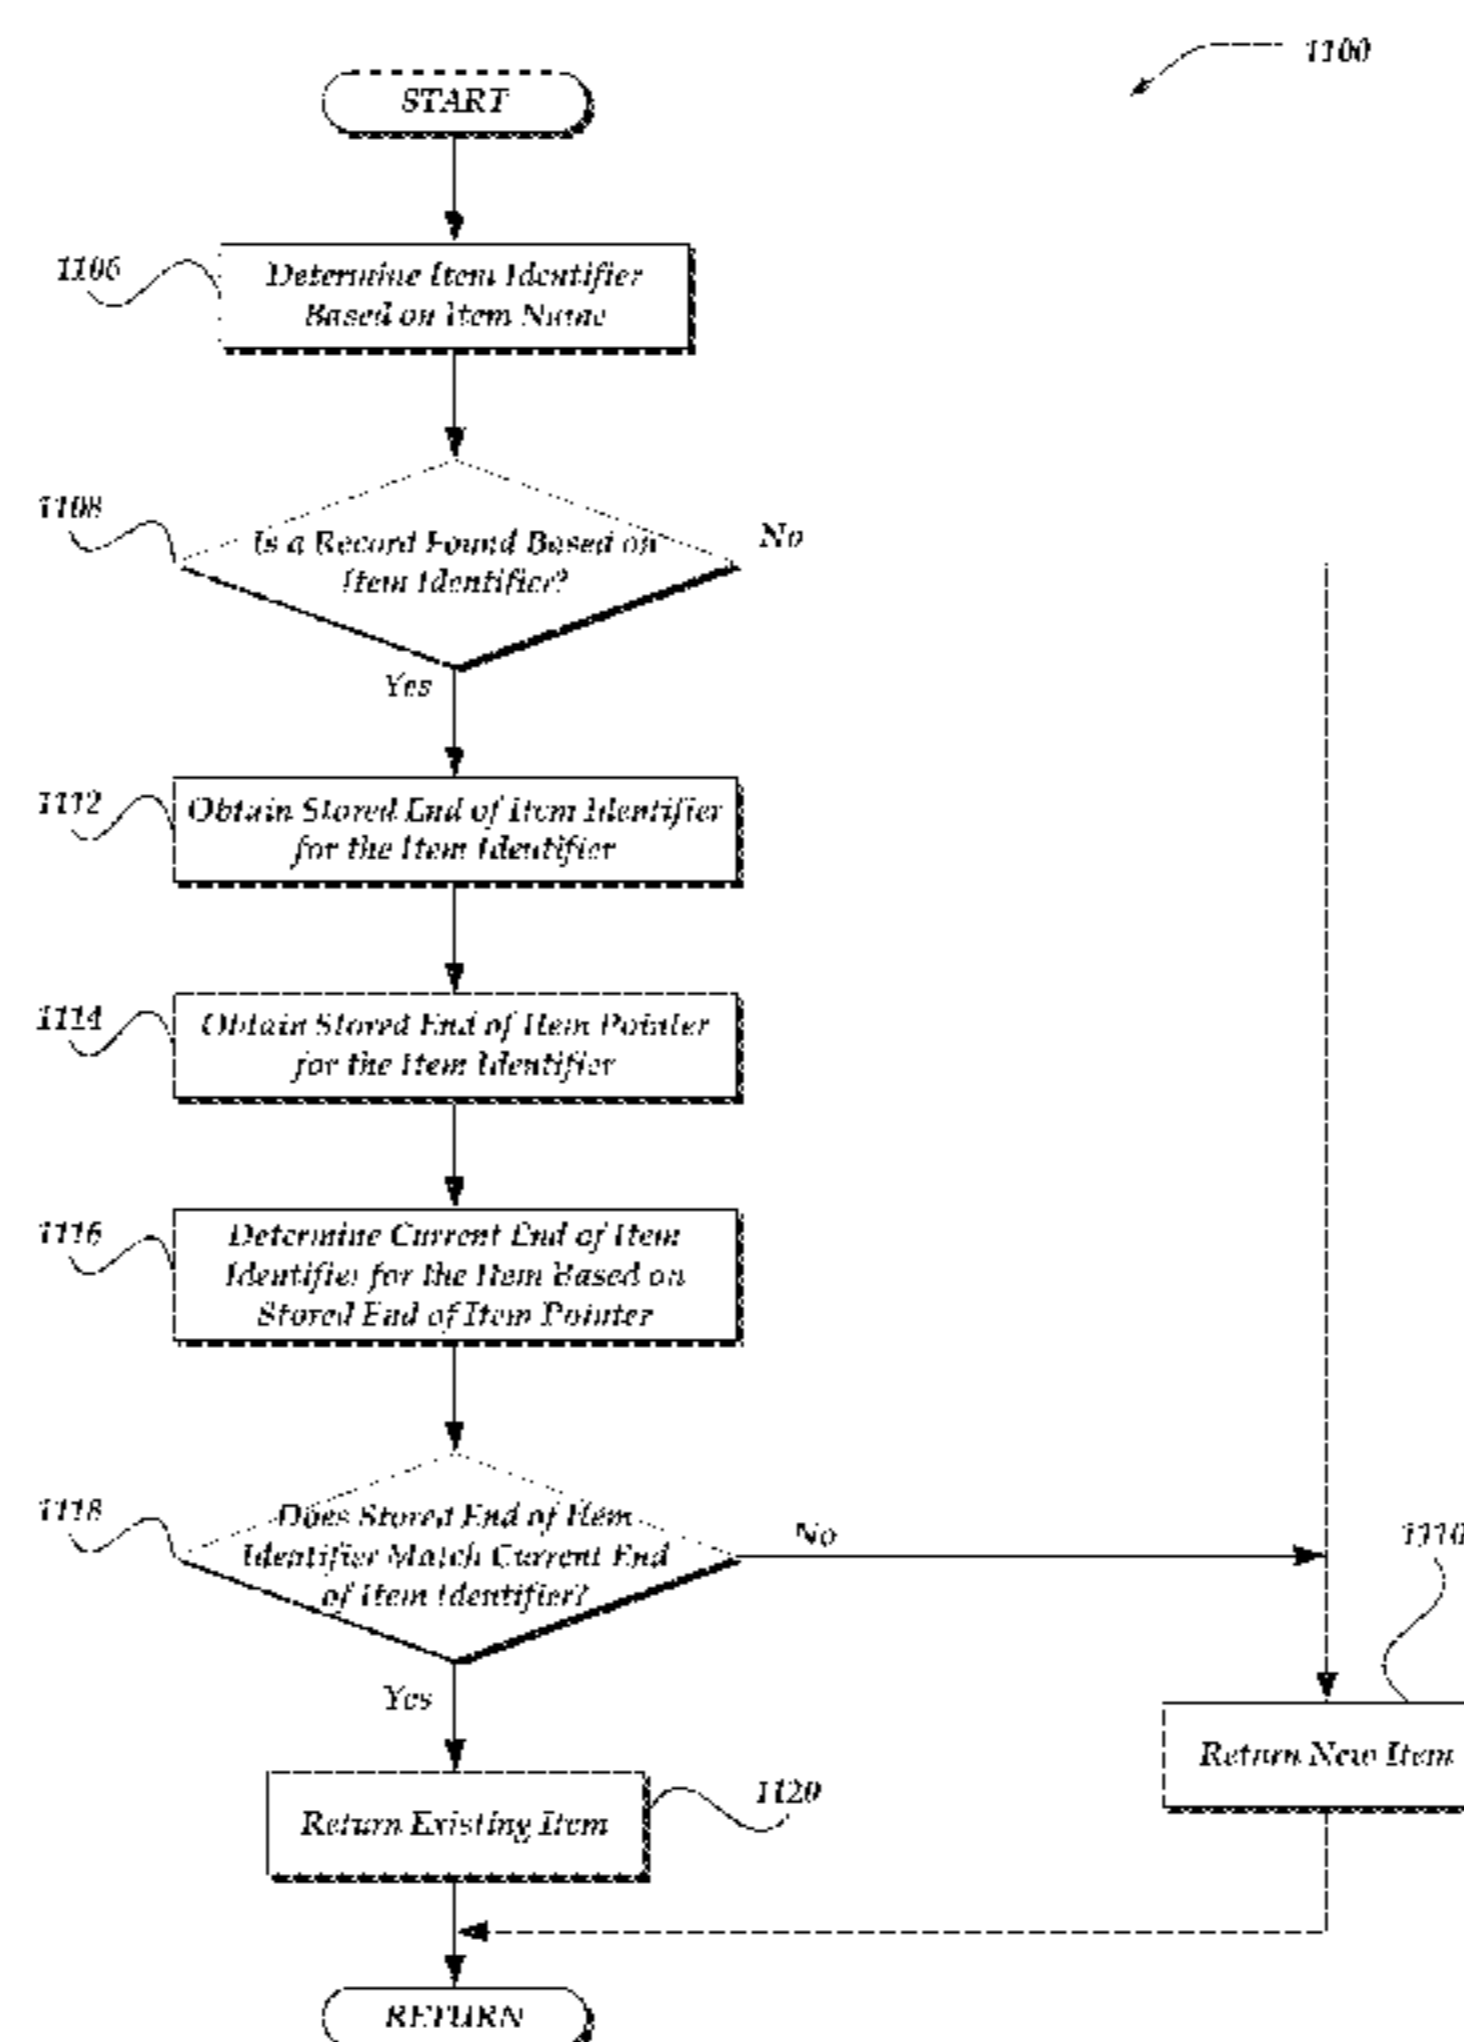 1100
START
1106
Determine Item Identifier
Based on Item Name
1108
Is a Record Found Based on
Item Identifier?
No
Yes
1112
Obtain Stored End of Item Identifier
for the Item Identifier
1114
Obtain Stored End of Item Pointer
for the Item Identifier
1116
Determine Current End of Item
Identifier for the Item Based on
Stored End of Item Pointer
1118
Does Stored End of Item
Identifier Match Current End
of Item Identifier?
No
1110
Yes
Return New Item
Return Existing Item
1120
RETURN